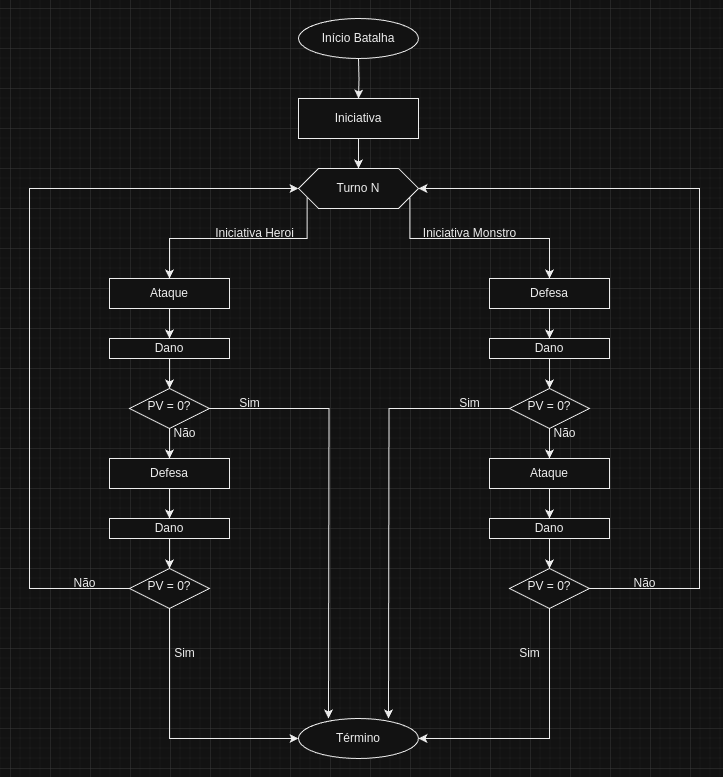 Início Batalha
Iniciativa
Turno N
Iniciativa Heroi
Iniciativa Monstro
Ataque
Defesa
Dano
Dano
PV = 0?
Sim
Sim
PV = 0?
Não
Não
Defesa
Ataque
Dano
Dano
Não
PV = 0?
PV = 0?
Não
Sim
Sim
Término